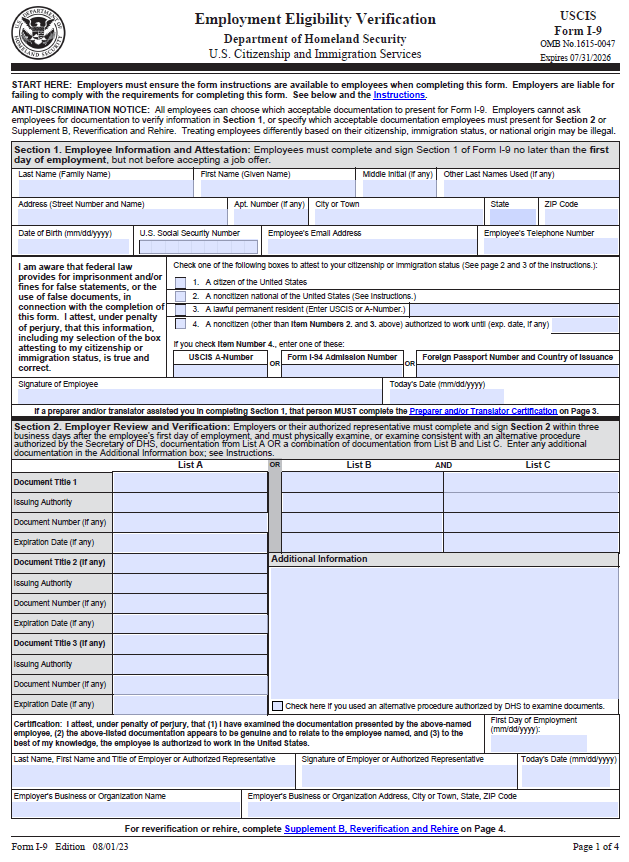 U.S. DEPARTMENT OF HOMELAND SECURITY
Employment Eligibility Verification
Department of Homeland Security
U.S. Citizenship and Immigration Services
USCIS
Form I-9
OMB No.1615-0047
Expires 07/31/2026
START HERE: Employers must ensure the form instructions are available to employees when completing this form. Employers are liable for
failing to comply with the requirements for completing this form. See below and the Instructions.
ANTI-DISCRIMINATION NOTICE: All employees can choose which acceptable documentation to present for Form I-9. Employers cannot ask
employees for documentation to verify information in Section 1, or specify which acceptable documentation employees must present for Section 2 or
Supplement B, Reverification and Rehire. Treating employees differently based on their citizenship, immigration status, or national origin may be illegal.
Section 1. Employee Information and Attestation: Employees must complete and sign Section 1 of Form I-9 no later than the first
day of employment, but not before accepting a job offer.
Last Name (Family Name) First Name (Given Name) Middle Initial (if any) Other Last Names Used (if any)
Address (Street Number and Name) Apt. Number (if any) City or Town State ZIP Code
Date of Birth (mm/dd/yyyy) U.S. Social Security Number Employee's Email Address Employee's Telephone Number
I am aware that federal law
provides for imprisonment and/or
fines for false statements, or the
use of false documents, in
connection with the completion of
this form. I attest, under penalty
of perjury, that this information,
including my selection of the box
attesting to my citizenship or
immigration status, is true and
correct.
Check one of the following boxes to attest to your citizenship or immigration status (See page 2 and 3 of the instructions.):
1. A citizen of the United States
2. A noncitizen national of the United States (See Instructions.)
3. A lawful permanent resident (Enter USCIS or A-Number.)
4. A noncitizen (other than Item Numbers 2. and 3. above) authorized to work until (exp. date, if any)
If you check Item Number 4., enter one of these:
USCIS A-Number OR Form I-94 Admission Number OR Foreign Passport Number and Country of Issuance
Signature of Employee Today's Date (mm/dd/yyyy)
If a preparer and/or translator assisted you in completing Section 1, that person MUST complete the Preparer and/or Translator Certification on Page 3.
Section 2. Employer Review and Verification: Employers or their authorized representative must complete and sign Section 2 within three
business days after the employee's first day of employment, and must physically examine, or examine consistent with an alternative procedure
authorized by the Secretary of DHS, documentation from List A OR a combination of documentation from List B and List C. Enter any additional
documentation in the Additional Information box; see Instructions.
List A OR List B AND List C
Document Title 1
Issuing Authority
Document Number (if any)
Expiration Date (if any)
Document Title 2 (if any) Additional Information
Issuing Authority
Document Number (if any)
Expiration Date (if any)
Document Title 3 (if any)
Issuing Authority
Document Number (if any)
Expiration Date (if any) Check here if you used an alternative procedure authorized by DHS to examine documents.
Certification: I attest, under penalty of perjury, that (1) I have examined the documentation presented by the above-named
employee, (2) the above-listed documentation appears to be genuine and to relate to the employee named, and (3) to the
best of my knowledge, the employee is authorized to work in the United States.
First Day of Employment
(mm/dd/yyyy):
Last Name, First Name and Title of Employer or Authorized Representative Signature of Employer or Authorized Representative Today's Date (mm/dd/yyyy)
Employer's Business or Organization Name Employer's Business or Organization Address, City or Town, State, ZIP Code
For reverification or rehire, complete Supplement B, Reverification and Rehire on Page 4.
Form I-9 Edition 08/01/23 Page 1 of 4